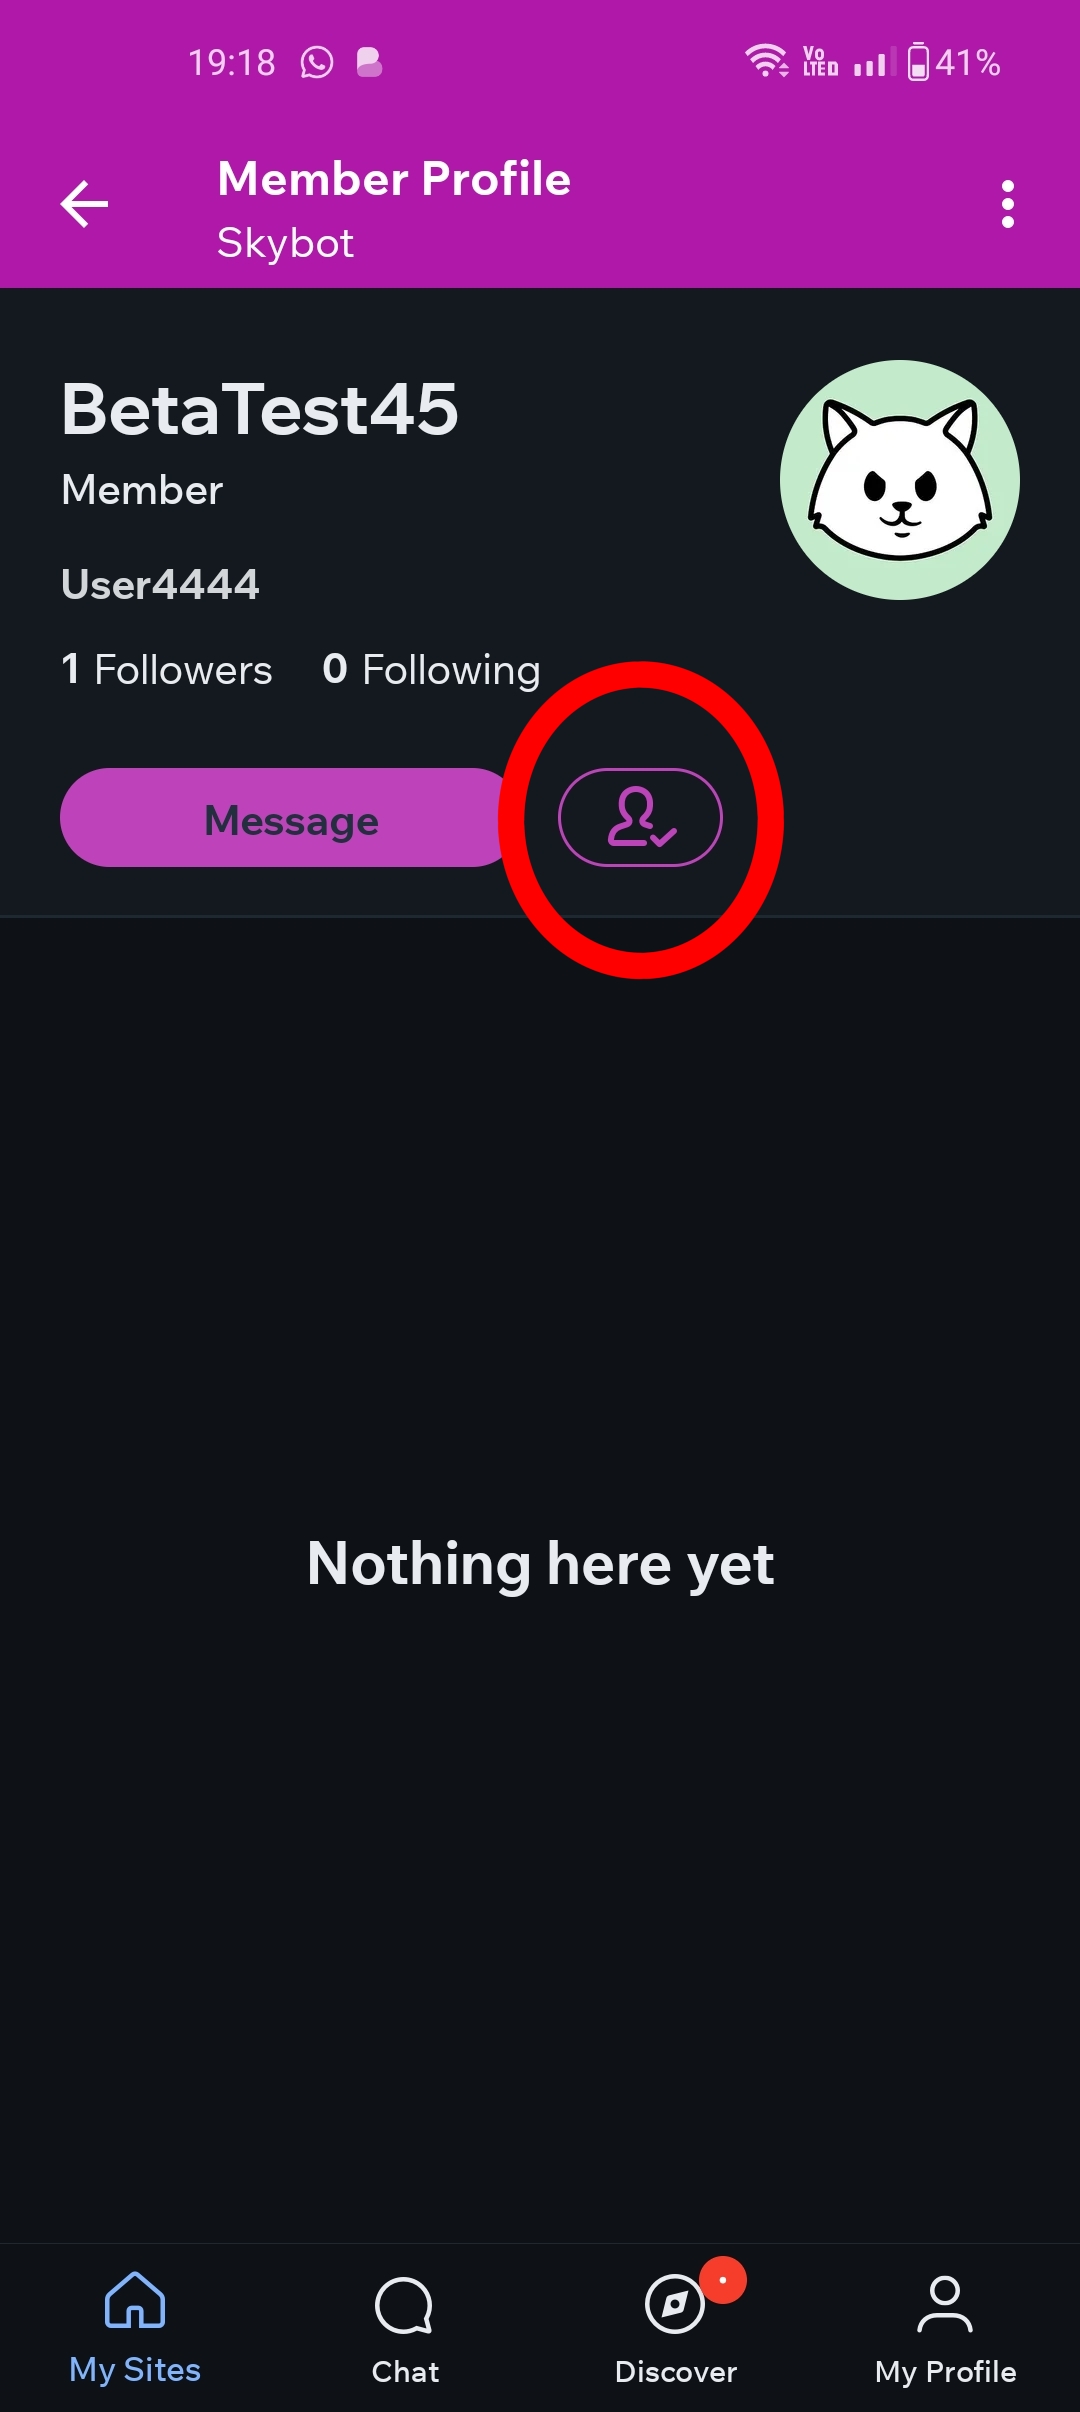 19:18
Vo LTED 41%
Member Profile
Skybot
BetaTest45
Member
User4444
1 Followers 0 Following
Message
Nothing here yet
My Sites
Chat
Discover
My Profile